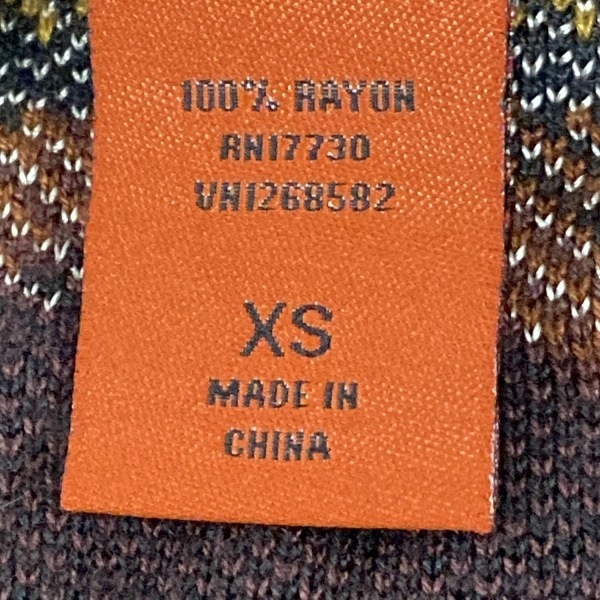 100% RAYON
RN17730
VN1268582
XS
MADE IN
CHINA